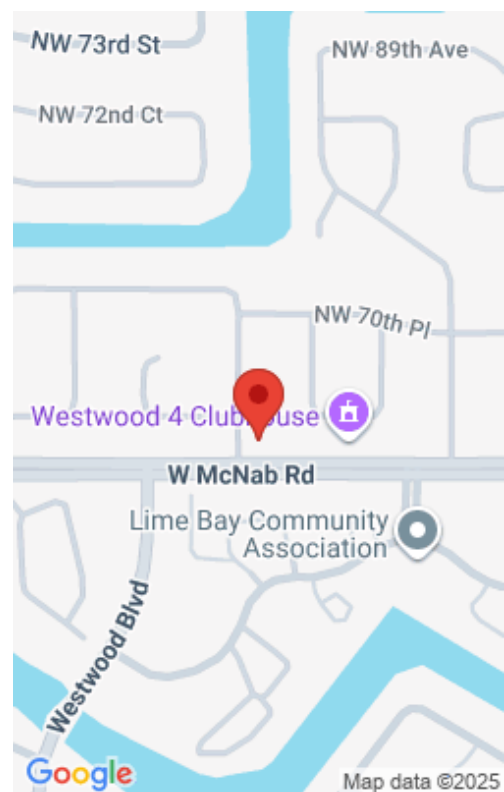 NW 73rd St
NW 89th Ave
NW 72nd Ct
NW 70th Pl
Westwood 4 Clubhouse
W McNab Rd
Lime Bay Community
Association
Westwood Blvd
Google
Map data ©2025